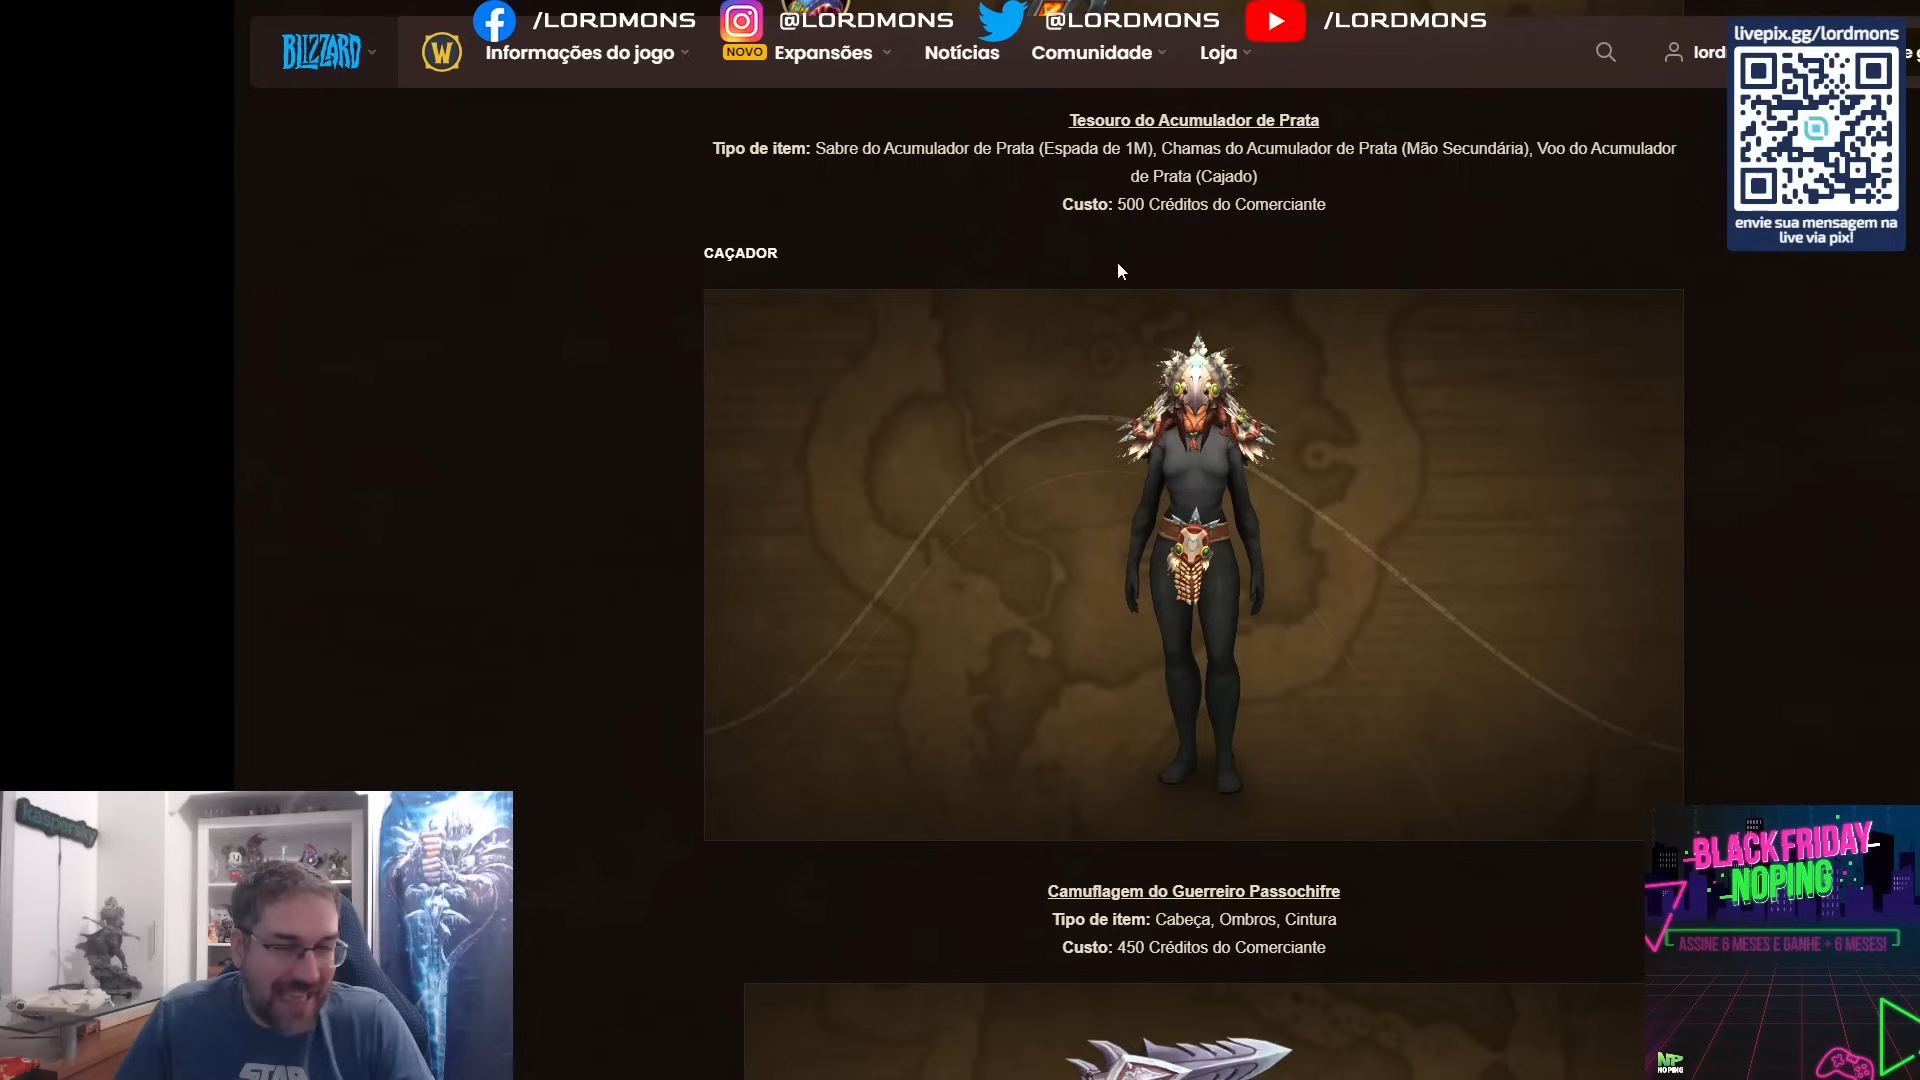 /LORDMONS
@LORDMONS
@LORDMONS
/LORDMONS
BLIZZARD
W
Informações do jogo
NOVO
Expansões
Notícias
Comunidade
Loja
livepix.gg/lordmons
envie sua mensagem na
live via pix!
Tesouro do Acumulador de Prata
Tipo de item: Sabre do Acumulador de Prata (Espada de 1M), Chamas do Acumulador de Prata (Mão Secundária), Voo do Acumulador
de Prata (Cajado)
Custo: 500 Créditos do Comerciante
CAÇADOR
Camuflagem do Guerreiro Passochifre
Tipo de item: Cabeça, Ombros, Cintura
Custo: 450 Créditos do Comerciante
kaspersky
STAR
BLACK FRIDAY
NOPING
ASSINE 6 MESES E GANHE + 6 MESES!
NP
NOPING